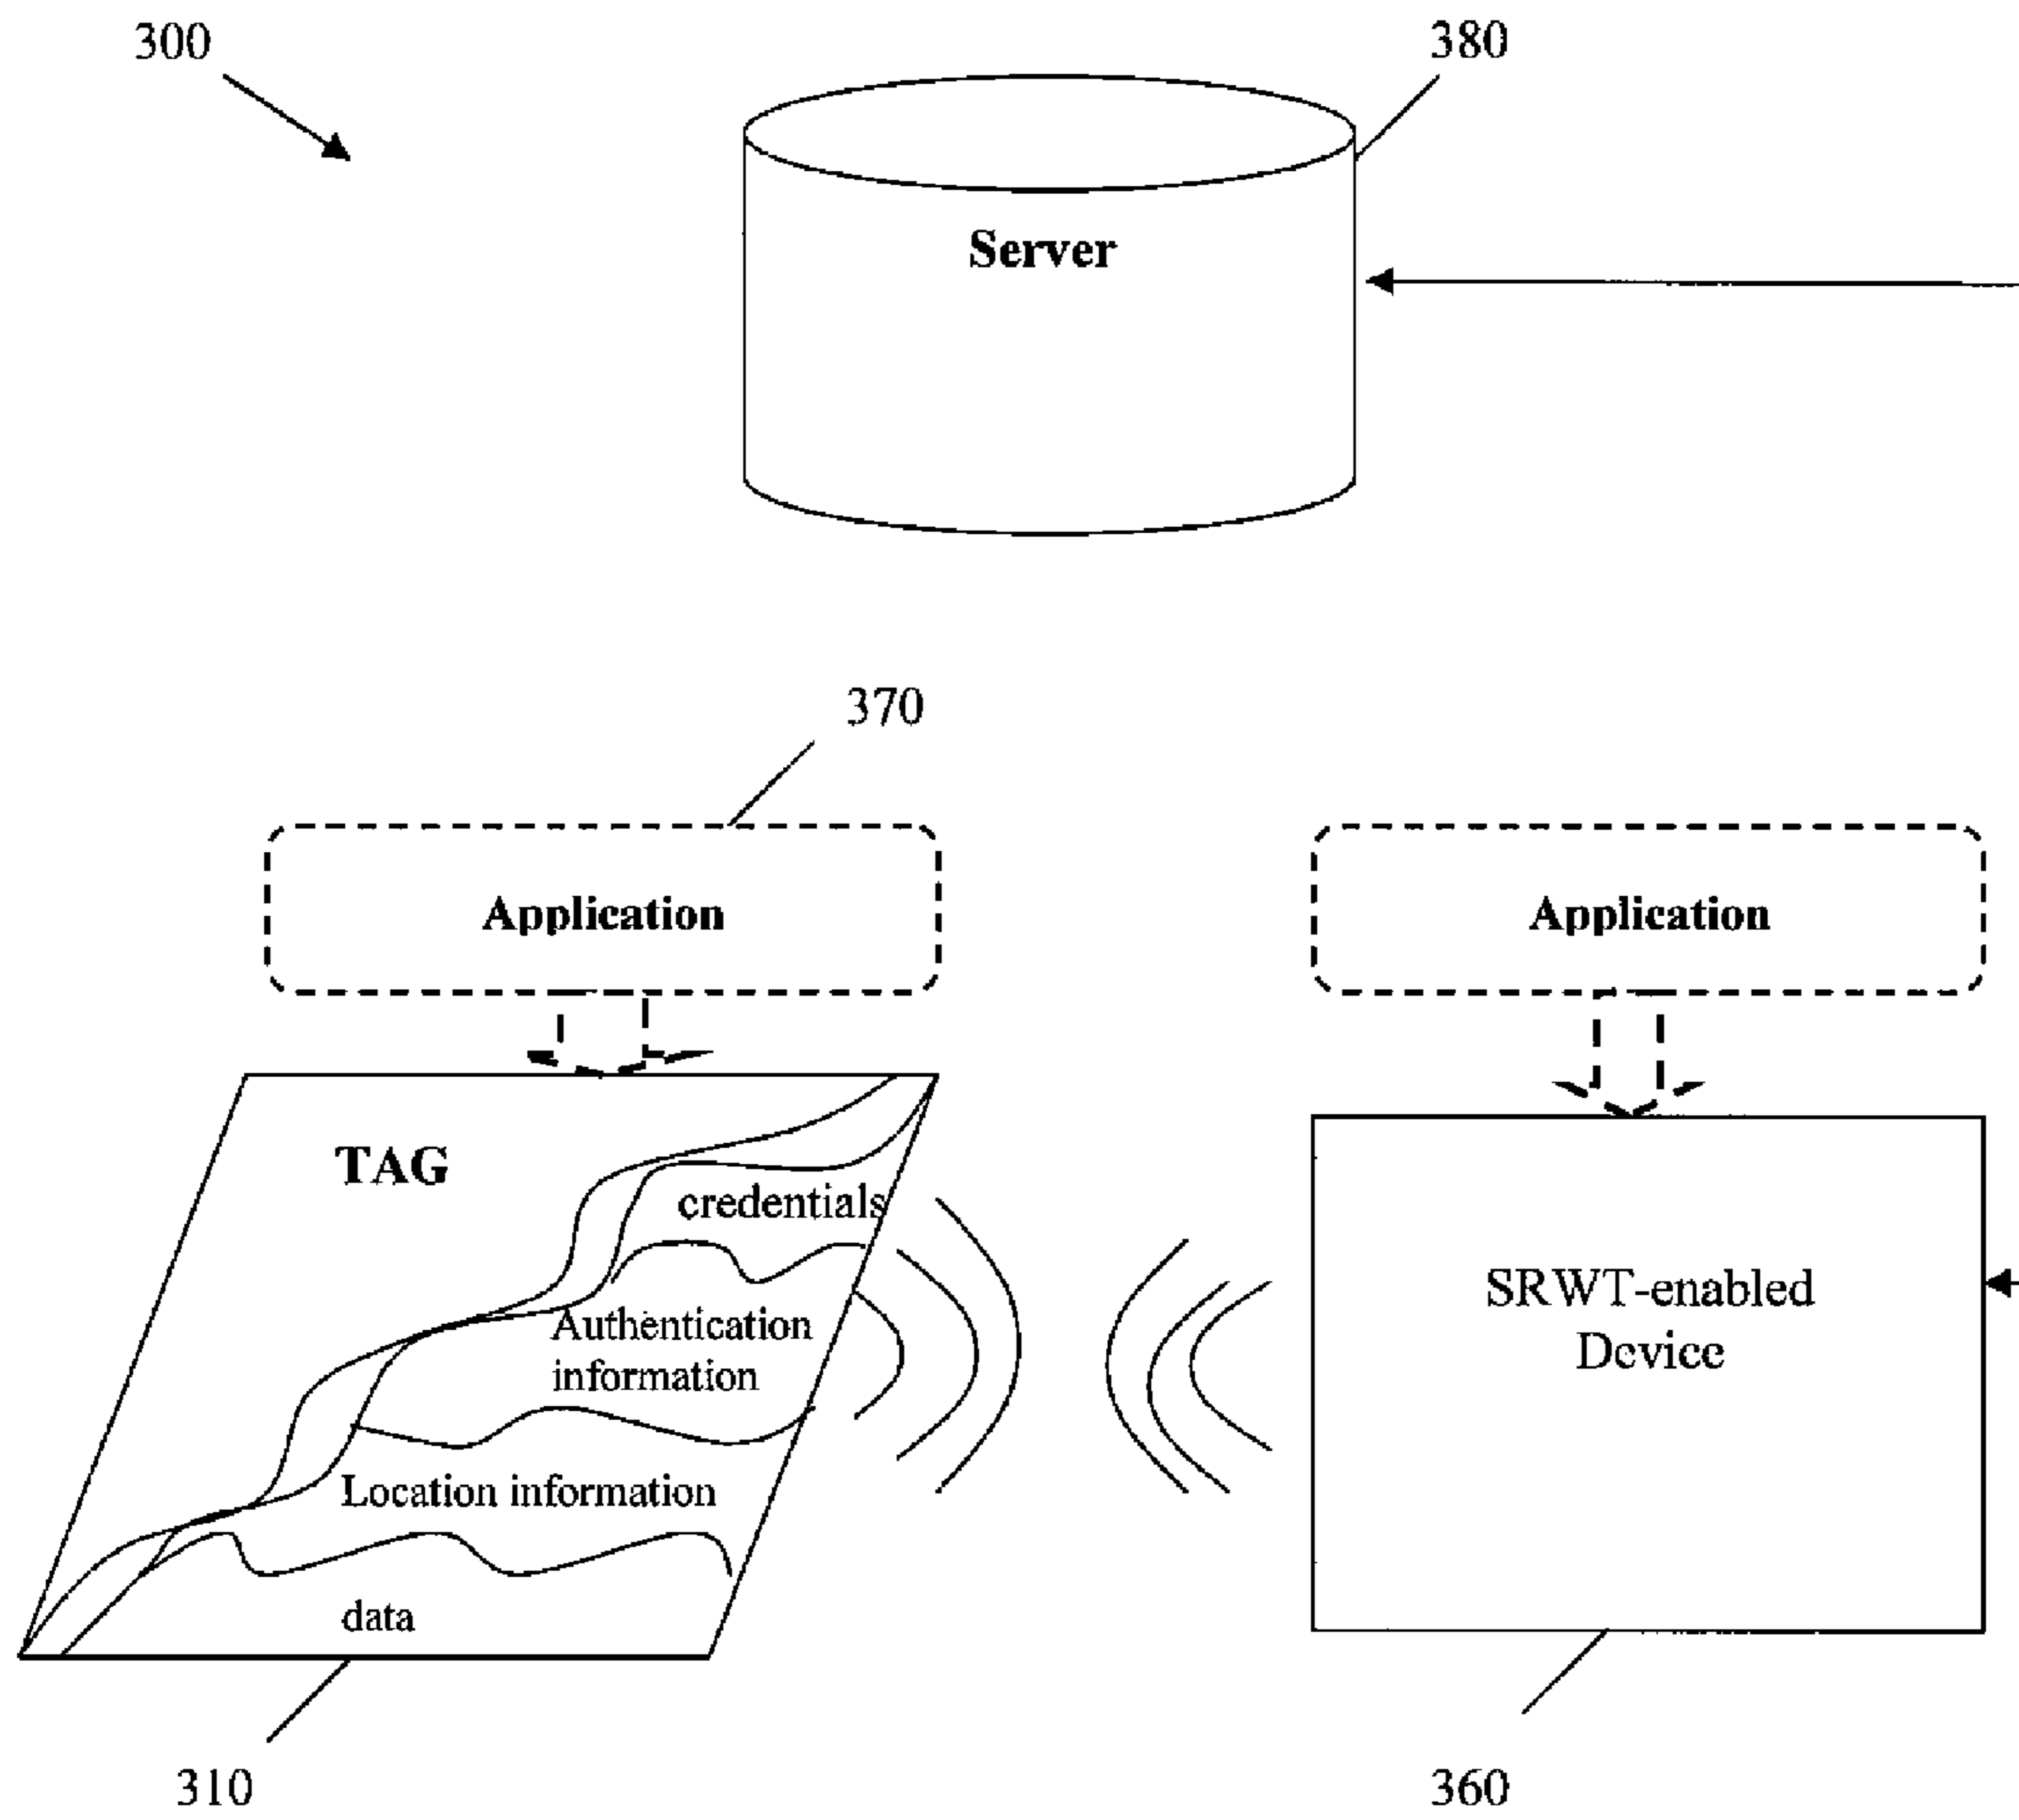 300
380
Server
370
Application
Application
TAG
credentials
Authentication
information
Location information
data
SRWT-enabled
Device
310
360